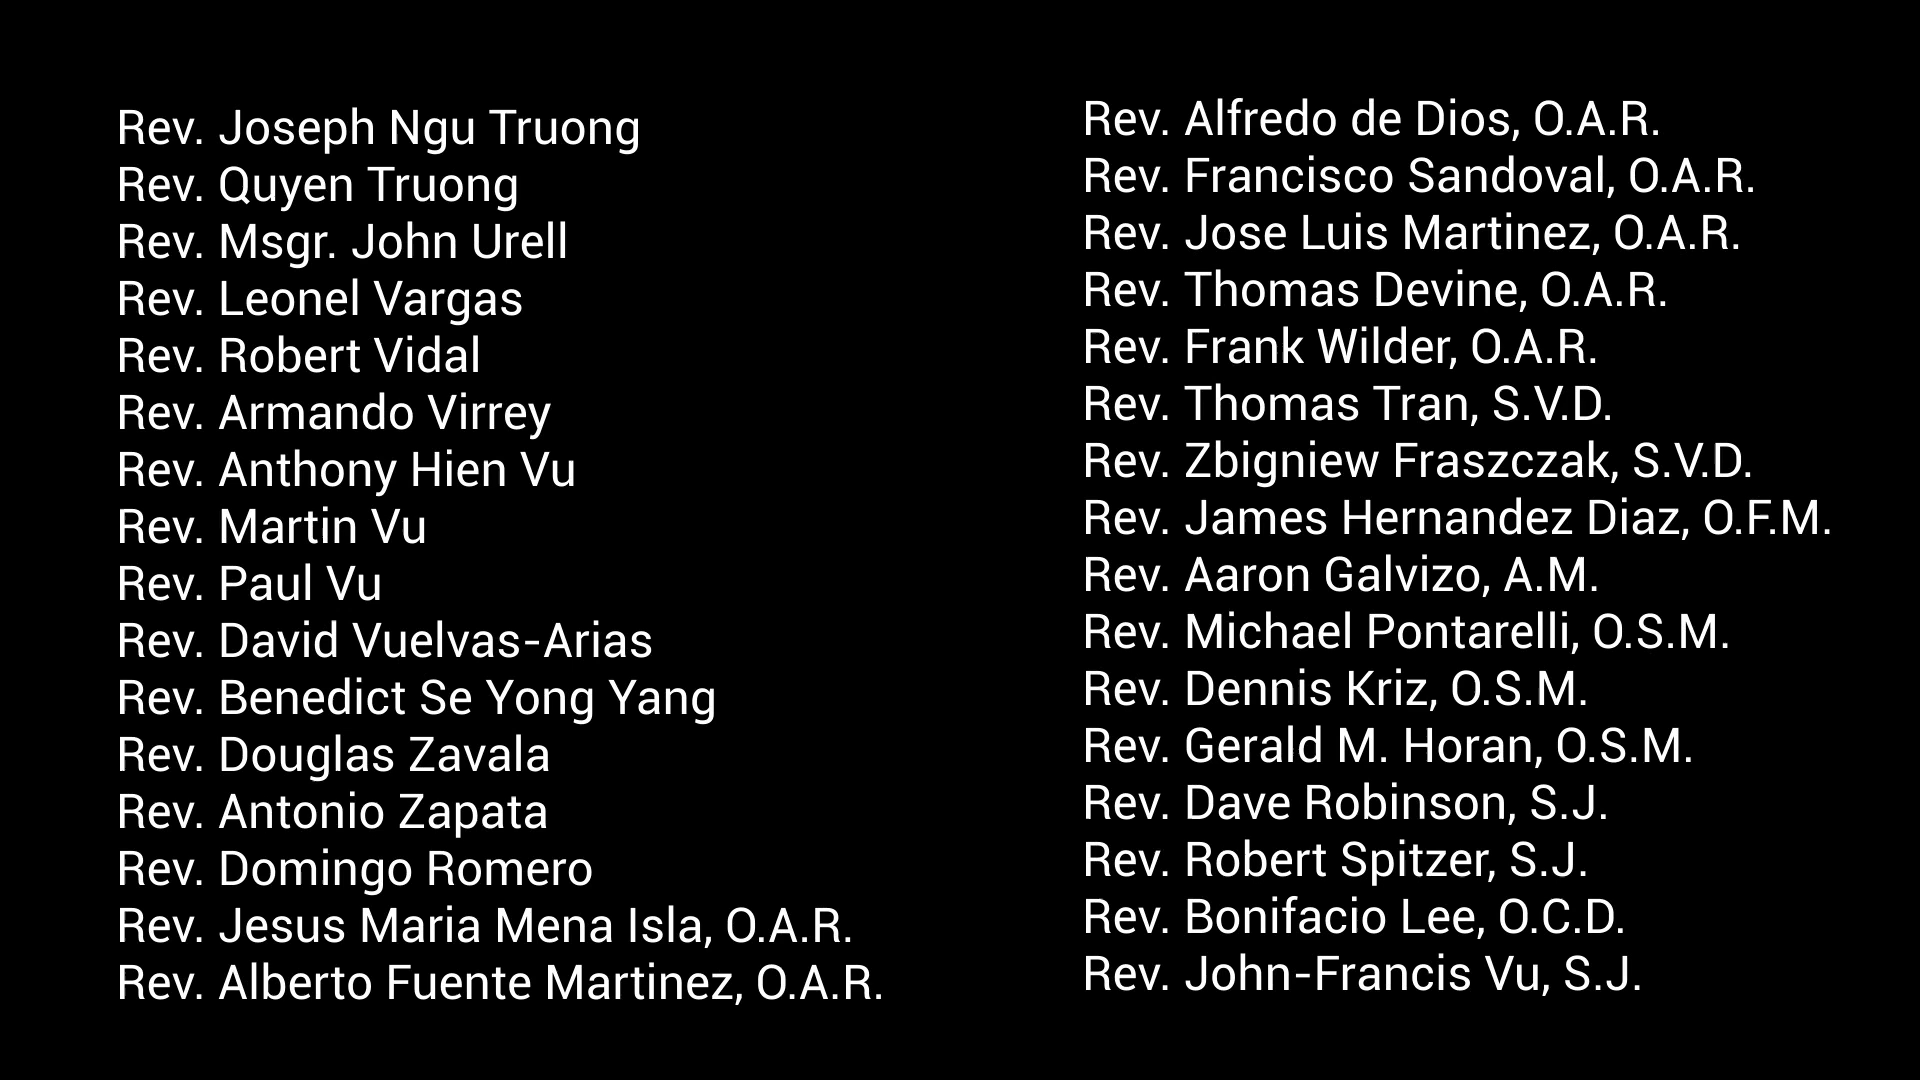 Rev. Joseph Ngu Truong
Rev. Quyen Truong
Rev. Msgr. John Urell
Rev. Leonel Vargas
Rev. Robert Vidal
Rev. Armando Virrey
Rev. Anthony Hien Vu
Rev. Martin Vu
Rev. Paul Vu
Rev. David Vuelvas-Arias
Rev. Benedict Se Yong Yang
Rev. Douglas Zavala
Rev. Antonio Zapata
Rev. Domingo Romero
Rev. Jesus Maria Mena Isla, O.A.R.
Rev. Alberto Fuente Martinez, O.A.R.
Rev. Alfredo de Dios, O.A.R.
Rev. Francisco Sandoval, O.A.R.
Rev. Jose Luis Martinez, O.A.R.
Rev. Thomas Devine, O.A.R.
Rev. Frank Wilder, O.A.R.
Rev. Thomas Tran, S.V.D.
Rev. Zbigniew Fraszczak, S.V.D.
Rev. James Hernandez Diaz, O.F.M.
Rev. Aaron Galvizo, A.M.
Rev. Michael Pontarelli, O.S.M.
Rev. Dennis Kriz, O.S.M.
Rev. Gerald M. Horan, O.S.M.
Rev. Dave Robinson, S.J.
Rev. Robert Spitzer, S.J.
Rev. Bonifacio Lee, O.C.D.
Rev. John-Francis Vu, S.J.